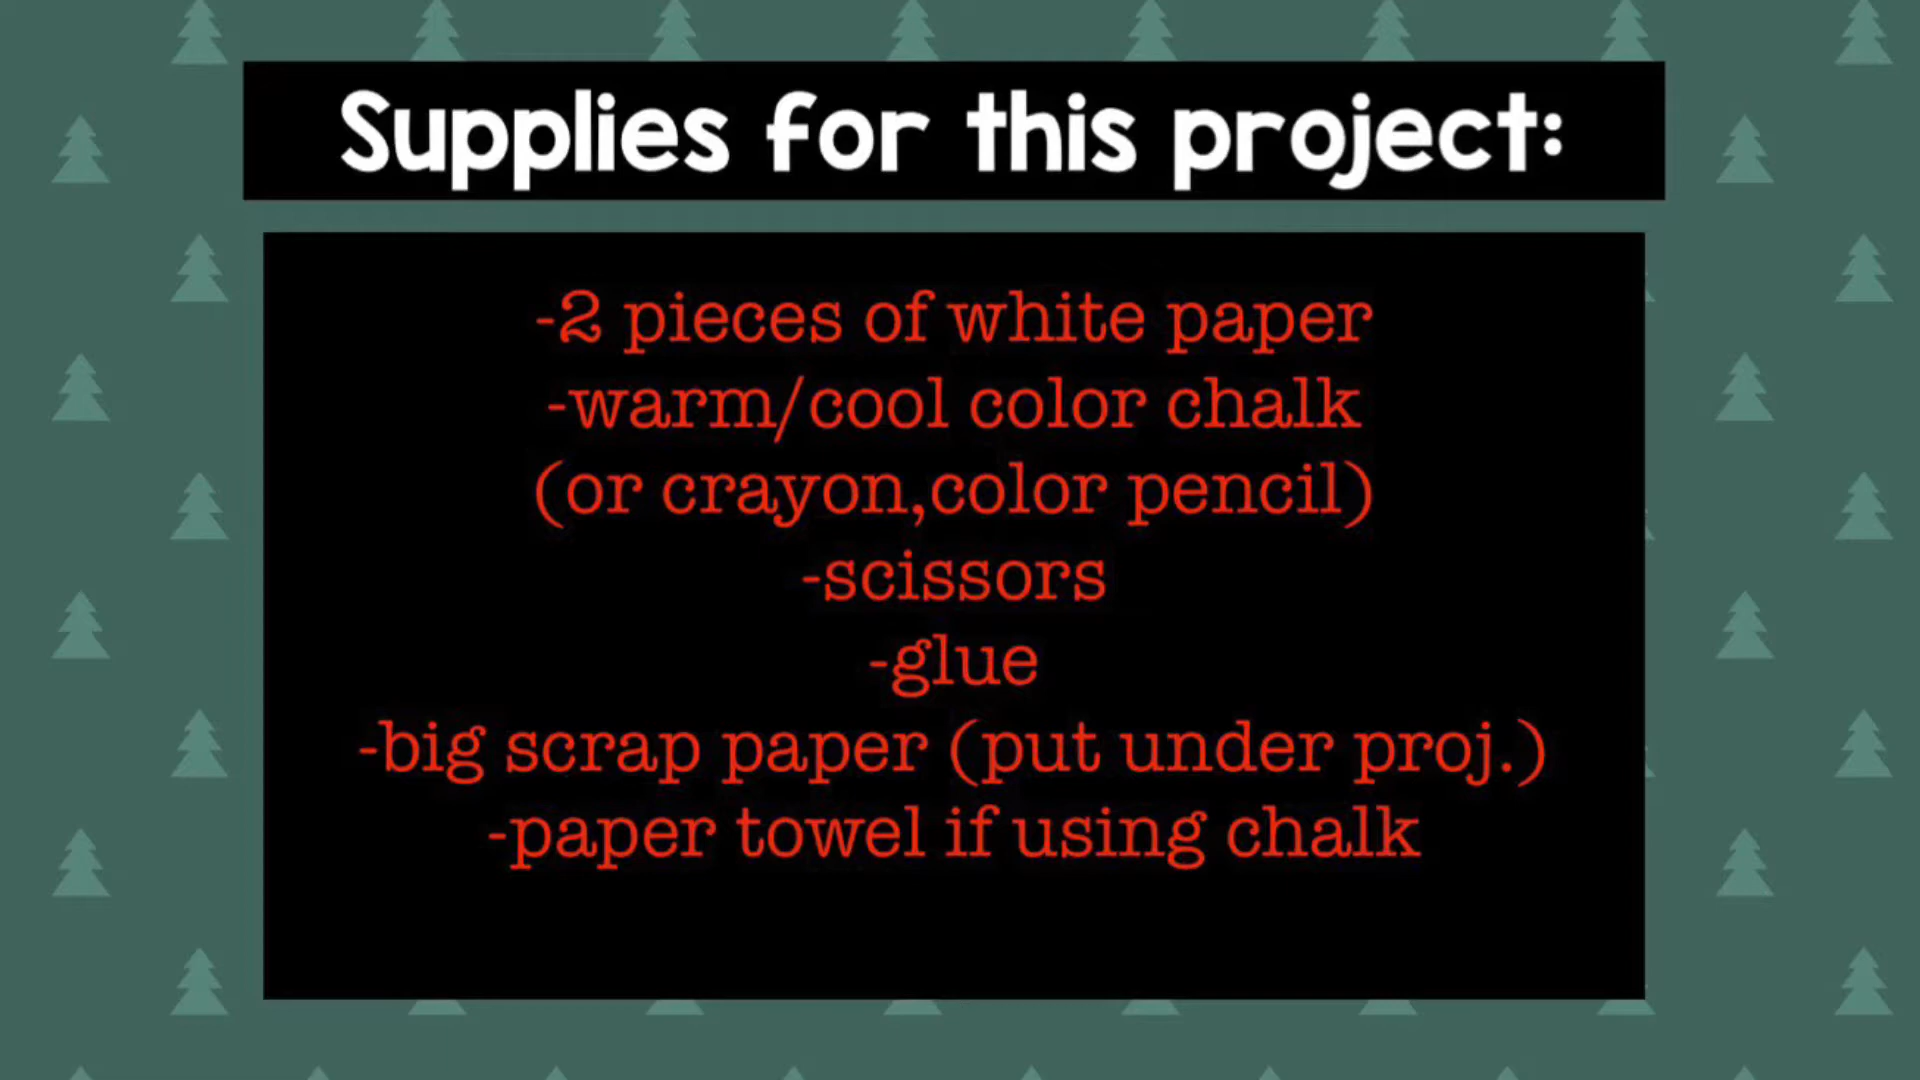 Supplies for this project:
-2 pieces of white paper
-warm/cool color chalk
(or crayon,color pencil)
-scissors
-glue
-big scrap paper (put under proj.)
-paper towel if using chalk